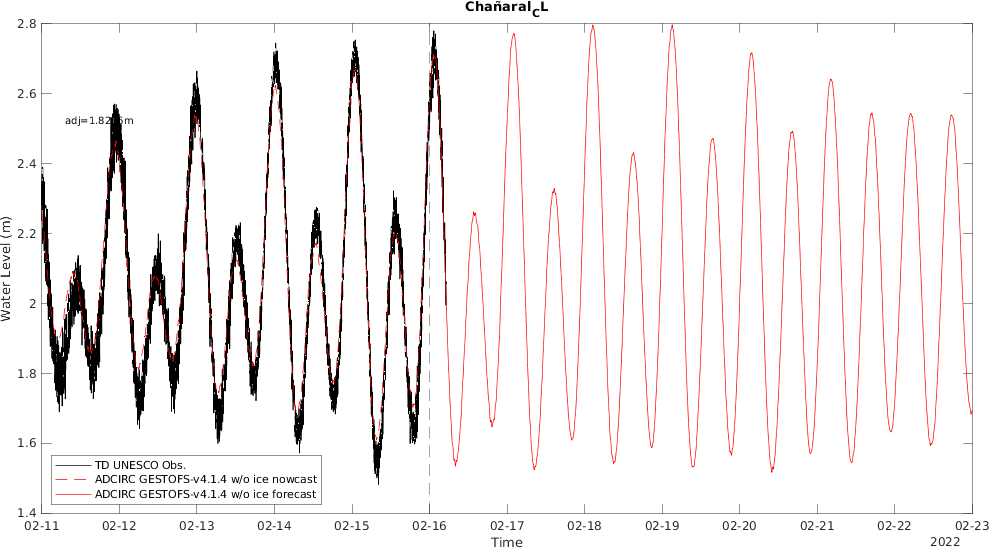 Chañaral_CL
2.8
2.6
2.4
2.2
2
1.8
1.6
1.4
Water Level (m)
TD UNESCO Obs.
ADCIRC GESTOFS-v4.1.4 w/o ice nowcast
ADCIRC GESTOFS-v4.1.4 w/o ice forecast
02-11 02-12 02-13 02-14 02-15 02-16 02-17 02-18 02-19 02-20 02-21 02-22 02-23
Time
2022